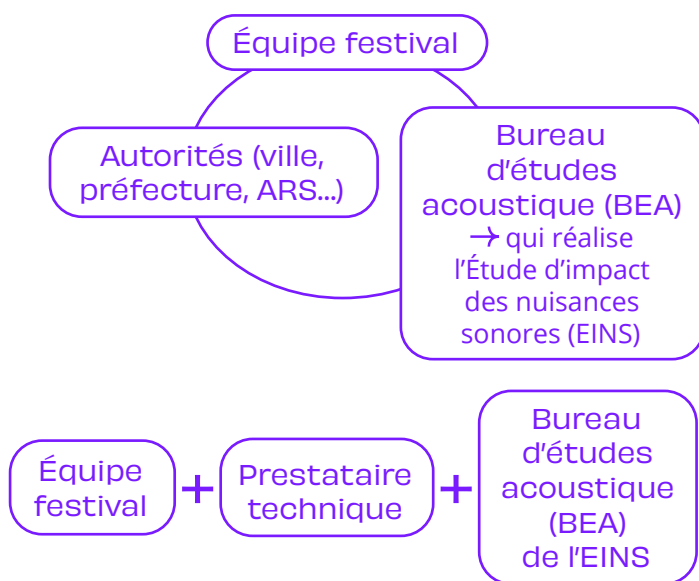 Équipe festival
Autorités (ville,
préfecture, ARS...)
Bureau
d'études
acoustique (BEA)
→ qui réalise
l'Étude d'impact
des nuisances
sonores (EINS)
Équipe
festival
+
Prestataire
technique
+
Bureau
d'études
acoustique
(BEA)
de l'EINS